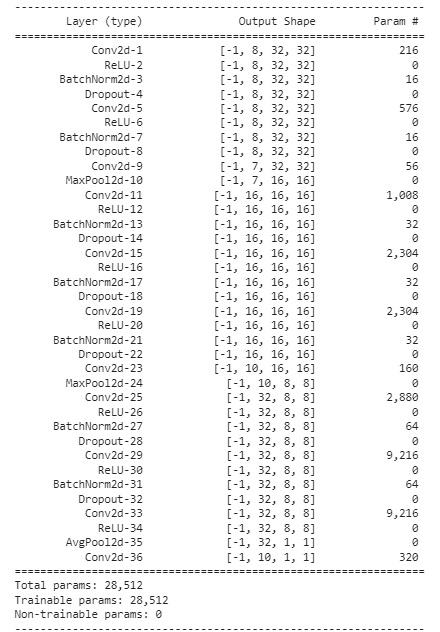 ----------------------------------------------------------------
Layer (type) Output Shape Param #
================================================================
Conv2d-1 [-1, 8, 32, 32] 216
ReLU-2 [-1, 8, 32, 32] 0
BatchNorm2d-3 [-1, 8, 32, 32] 16
Dropout-4 [-1, 8, 32, 32] 0
Conv2d-5 [-1, 8, 32, 32] 576
ReLU-6 [-1, 8, 32, 32] 0
BatchNorm2d-7 [-1, 8, 32, 32] 16
Dropout-8 [-1, 8, 32, 32] 0
Conv2d-9 [-1, 7, 32, 32] 56
MaxPool2d-10 [-1, 7, 16, 16] 0
Conv2d-11 [-1, 16, 16, 16] 1,008
ReLU-12 [-1, 16, 16, 16] 0
BatchNorm2d-13 [-1, 16, 16, 16] 32
Dropout-14 [-1, 16, 16, 16] 0
Conv2d-15 [-1, 16, 16, 16] 2,304
ReLU-16 [-1, 16, 16, 16] 0
BatchNorm2d-17 [-1, 16, 16, 16] 32
Dropout-18 [-1, 16, 16, 16] 0
Conv2d-19 [-1, 16, 16, 16] 2,304
ReLU-20 [-1, 16, 16, 16] 0
BatchNorm2d-21 [-1, 16, 16, 16] 32
Dropout-22 [-1, 16, 16, 16] 0
Conv2d-23 [-1, 10, 16, 16] 160
MaxPool2d-24 [-1, 10, 8, 8] 0
Conv2d-25 [-1, 32, 8, 8] 2,880
ReLU-26 [-1, 32, 8, 8] 0
BatchNorm2d-27 [-1, 32, 8, 8] 64
Dropout-28 [-1, 32, 8, 8] 0
Conv2d-29 [-1, 32, 8, 8] 9,216
ReLU-30 [-1, 32, 8, 8] 0
BatchNorm2d-31 [-1, 32, 8, 8] 64
Dropout-32 [-1, 32, 8, 8] 0
Conv2d-33 [-1, 32, 8, 8] 9,216
ReLU-34 [-1, 32, 8, 8] 0
AvgPool2d-35 [-1, 32, 1, 1] 0
Conv2d-36 [-1, 10, 1, 1] 320
================================================================
Total params: 28,512
Trainable params: 28,512
Non-trainable params: 0
----------------------------------------------------------------